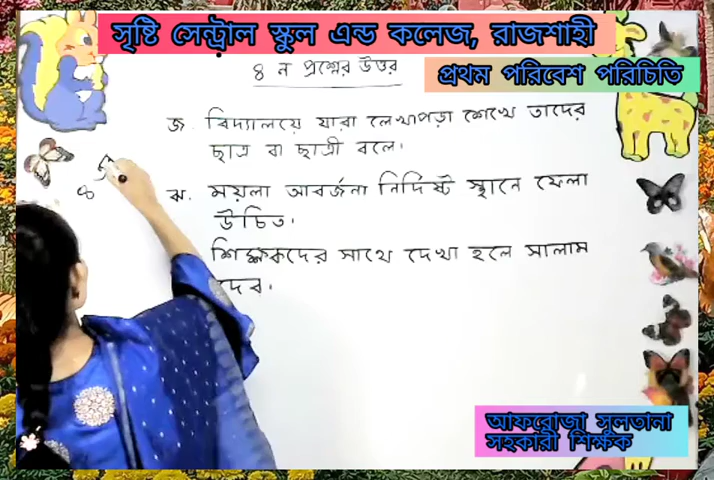 সৃষ্টি সেন্ট্রাল স্কুল এন্ড কলেজ, রাজশাহী
৪ ন প্রশ্নের উত্তর
প্রথম পরিবেশ পরিচিতি
জ. বিদ্যালয়ে যারা লেখাপড়া শেখে তাদের
ছাত্র বা ছাত্রী বলে।
ঝ. ময়লা আবর্জনা নির্দিষ্ট স্থানে ফেলা
উচিত।
শিক্ষকদের সাথে দেখা হলে সালাম
দেব।
৪
আফরোজা সুলতানা
সহকারী শিক্ষক